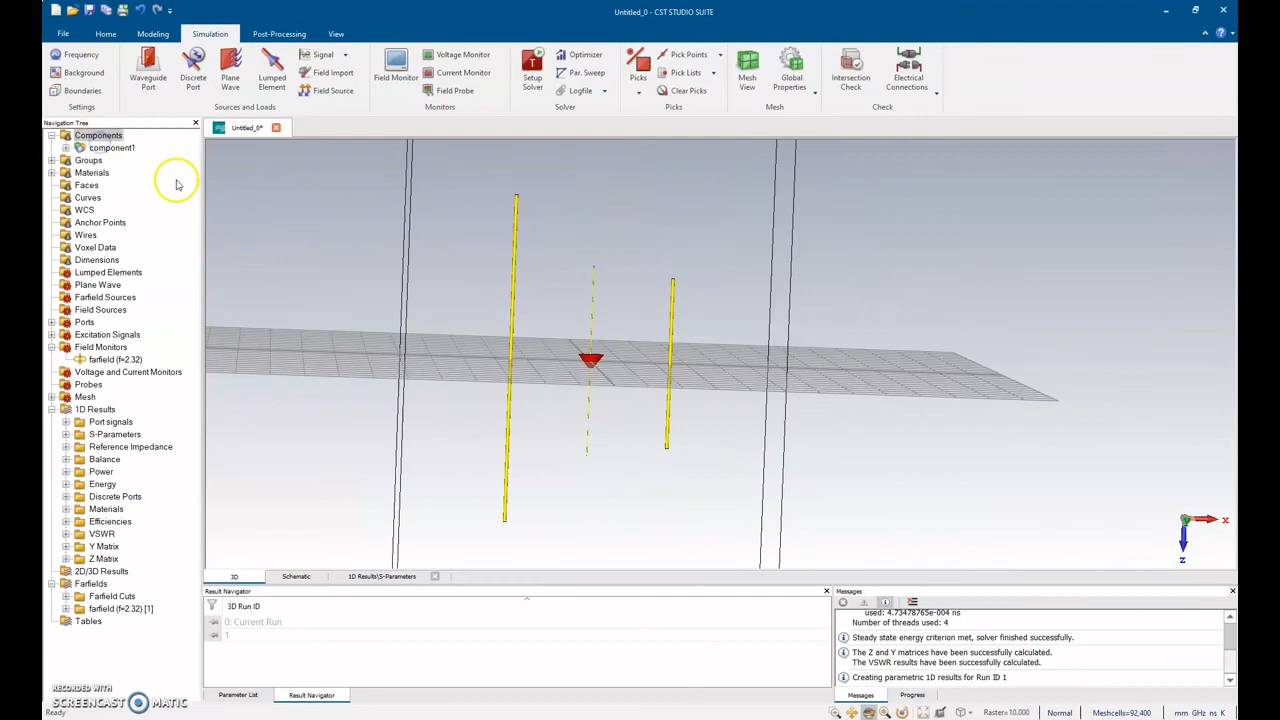 Untitled_0 - CST STUDIO SUITE
File Home Modeling Simulation Post-Processing View
Frequency
Background
Boundaries
Settings
Waveguide Port
Discrete Port
Plane Wave
Lumped Element
Signal
Field Import
Field Source
Sources and Loads
Field Monitor
Voltage Monitor
Current Monitor
Field Probe
Monitors
Setup Solver
Optimizer
Par. Sweep
Logfile
Solver
Picks
Pick Points
Pick Lists
Clear Picks
Picks
Mesh View
Global Properties
Mesh
Intersection Check
Electrical Connections
Check
Navigation Tree
Untitled_0*
Components
component1
Groups
Materials
Faces
Curves
WCS
Anchor Points
Wires
Voxel Data
Dimensions
Lumped Elements
Plane Wave
Farfield Sources
Field Sources
Ports
Excitation Signals
Field Monitors
farfield (f=2.32)
Voltage and Current Monitors
Probes
Mesh
1D Results
Port signals
S-Parameters
Reference Impedance
Balance
Power
Energy
Discrete Ports
Materials
Efficiencies
VSWR
Y Matrix
Z Matrix
2D/3D Results
Farfields
Farfield Cuts
farfield (f=2.32) [1]
Tables
x
y
z
3D Schematic 1D Results\S-Parameters
Result Navigator
3D Run ID
0: Current Run
1
Parameter List Result Navigator
Messages
used: 4.73478765e-004 ns
Number of threads used: 4
Steady state energy criterion met, solver finished successfully.
The Z and Y matrices have been successfully calculated.
The VSWR results have been successfully calculated.
Creating parametric 1D results for Run ID 1
Messages Progress
RECORDED WITH
SCREENCAST MATIC
Ready
Raster=10.000 Normal Meshcells=92,400 mm GHz ns K